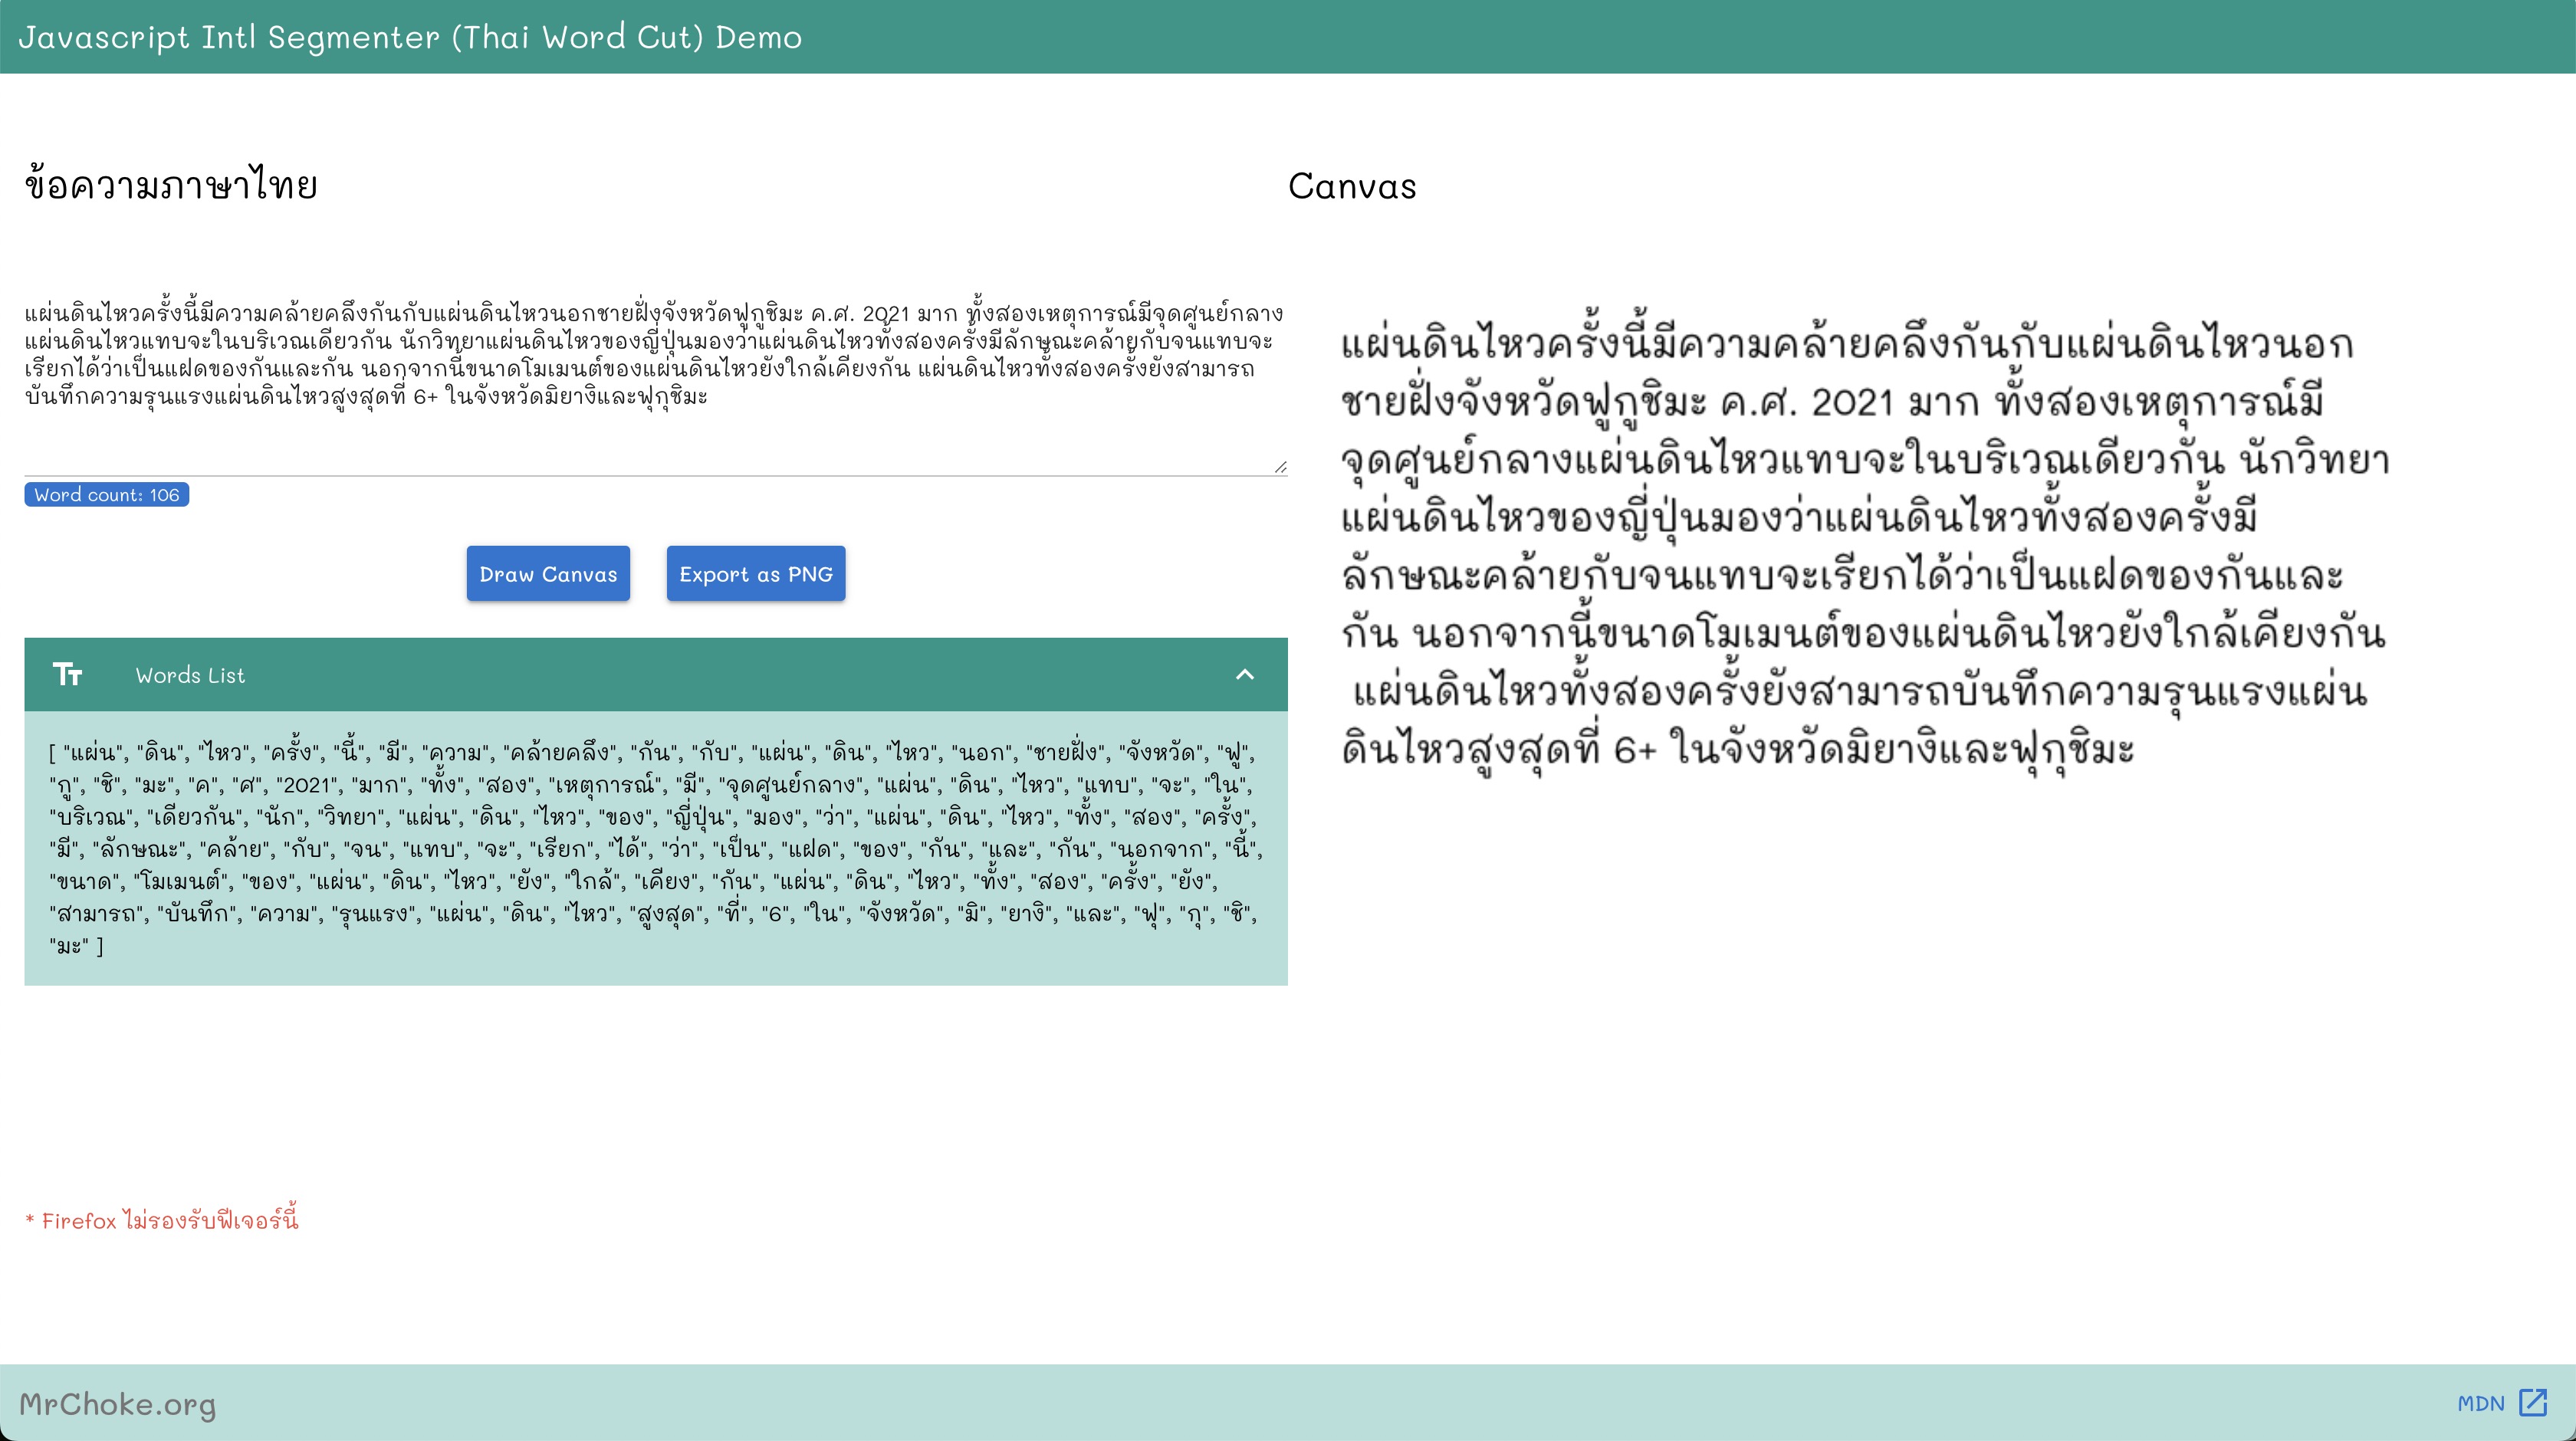 Javascript Intl Segmenter (Thai Word Cut) Demo
ข้อความภาษาไทย
แผ่นดินไหวครั้งนี้มีความคล้ายคลึงกันกับแผ่นดินไหวนอกชายฝั่งจังหวัดฟูกูชิมะ ค.ศ. 2021 มาก ทั้งสองเหตุการณ์มีจุดศูนย์กลาง
แผ่นดินไหวแทบจะในบริเวณเดียวกัน นักวิทยาแผ่นดินไหวของญี่ปุ่นมองว่าแผ่นดินไหวทั้งสองครั้งมีลักษณะคล้ายกับจนแทบจะ
เรียกได้ว่าเป็นแฝดของกันและกัน นอกจากนี้ขนาดโมเมนต์ของแผ่นดินไหวยังใกล้เคียงกัน แผ่นดินไหวทั้งสองครั้งยังสามารถ
บันทึกความรุนแรงแผ่นดินไหวสูงสุดที่ 6+ ในจังหวัดมิยางิและฟุกุชิมะ
Word count: 106
Draw Canvas
Export as PNG
Words List
[ "แผ่น", "ดิน", "ไหว", "ครั้ง", "นี้", "มี", "ความ", "คล้ายคลึง", "กัน", "กับ", "แผ่น", "ดิน", "ไหว", "นอก", "ชายฝั่ง", "จังหวัด", "ฟู",
"กู", "ชิ", "มะ", "ค", "ศ", "2021", "มาก", "ทั้ง", "สอง", "เหตุการณ์", "มี", "จุดศูนย์กลาง", "แผ่น", "ดิน", "ไหว", "แทบ", "จะ", "ใน",
"บริเวณ", "เดียวกัน", "นัก", "วิทยา", "แผ่น", "ดิน", "ไหว", "ของ", "ญี่ปุ่น", "มอง", "ว่า", "แผ่น", "ดิน", "ไหว", "ทั้ง", "สอง", "ครั้ง",
"มี", "ลักษณะ", "คล้าย", "กับ", "จน", "แทบ", "จะ", "เรียก", "ได้", "ว่า", "เป็น", "แฝด", "ของ", "กัน", "และ", "กัน", "นอกจาก", "นี้",
"ขนาด", "โมเมนต์", "ของ", "แผ่น", "ดิน", "ไหว", "ยัง", "ใกล้", "เคียง", "กัน", "แผ่น", "ดิน", "ไหว", "ทั้ง", "สอง", "ครั้ง", "ยัง",
"สามารถ", "บันทึก", "ความ", "รุนแรง", "แผ่น", "ดิน", "ไหว", "สูงสุด", "ที่", "6", "ใน", "จังหวัด", "มิ", "ยางิ", "และ", "ฟุ", "กุ", "ชิ",
"มะ" ]
* Firefox ไม่รองรับฟีเจอร์นี้
Canvas
แผ่นดินไหวครั้งนี้มีความคล้ายคลึงกันกับแผ่นดินไหวนอก
ชายฝั่งจังหวัดฟูกูชิมะ ค.ศ. 2021 มาก ทั้งสองเหตุการณ์มี
จุดศูนย์กลางแผ่นดินไหวแทบจะในบริเวณเดียวกัน นักวิทยา
แผ่นดินไหวของญี่ปุ่นมองว่าแผ่นดินไหวทั้งสองครั้งมี
ลักษณะคล้ายกับจนแทบจะเรียกได้ว่าเป็นแฝดของกันและ
กัน นอกจากนี้ขนาดโมเมนต์ของแผ่นดินไหวยังใกล้เคียงกัน
แผ่นดินไหวทั้งสองครั้งยังสามารถบันทึกความรุนแรงแผ่น
ดินไหวสูงสุดที่ 6+ ในจังหวัดมิยางิและฟุกุชิมะ
MrChoke.org
MDN